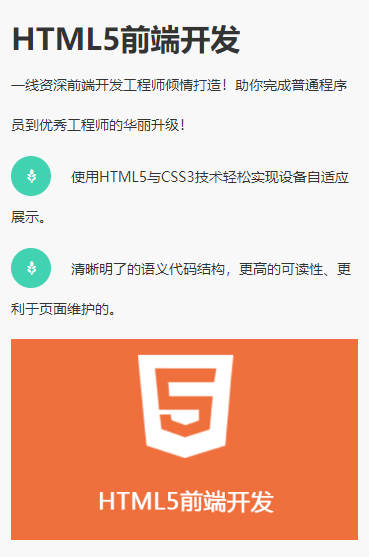 HTML5前端开发
一线资深前端开发工程师倾情打造！助你完成普通程序
员到优秀工程师的华丽升级！
使用HTML5与CSS3技术轻松实现设备自适应
展示。
清晰明了的语义代码结构，更高的可读性、更
利于页面维护的。
5
HTML5前端开发